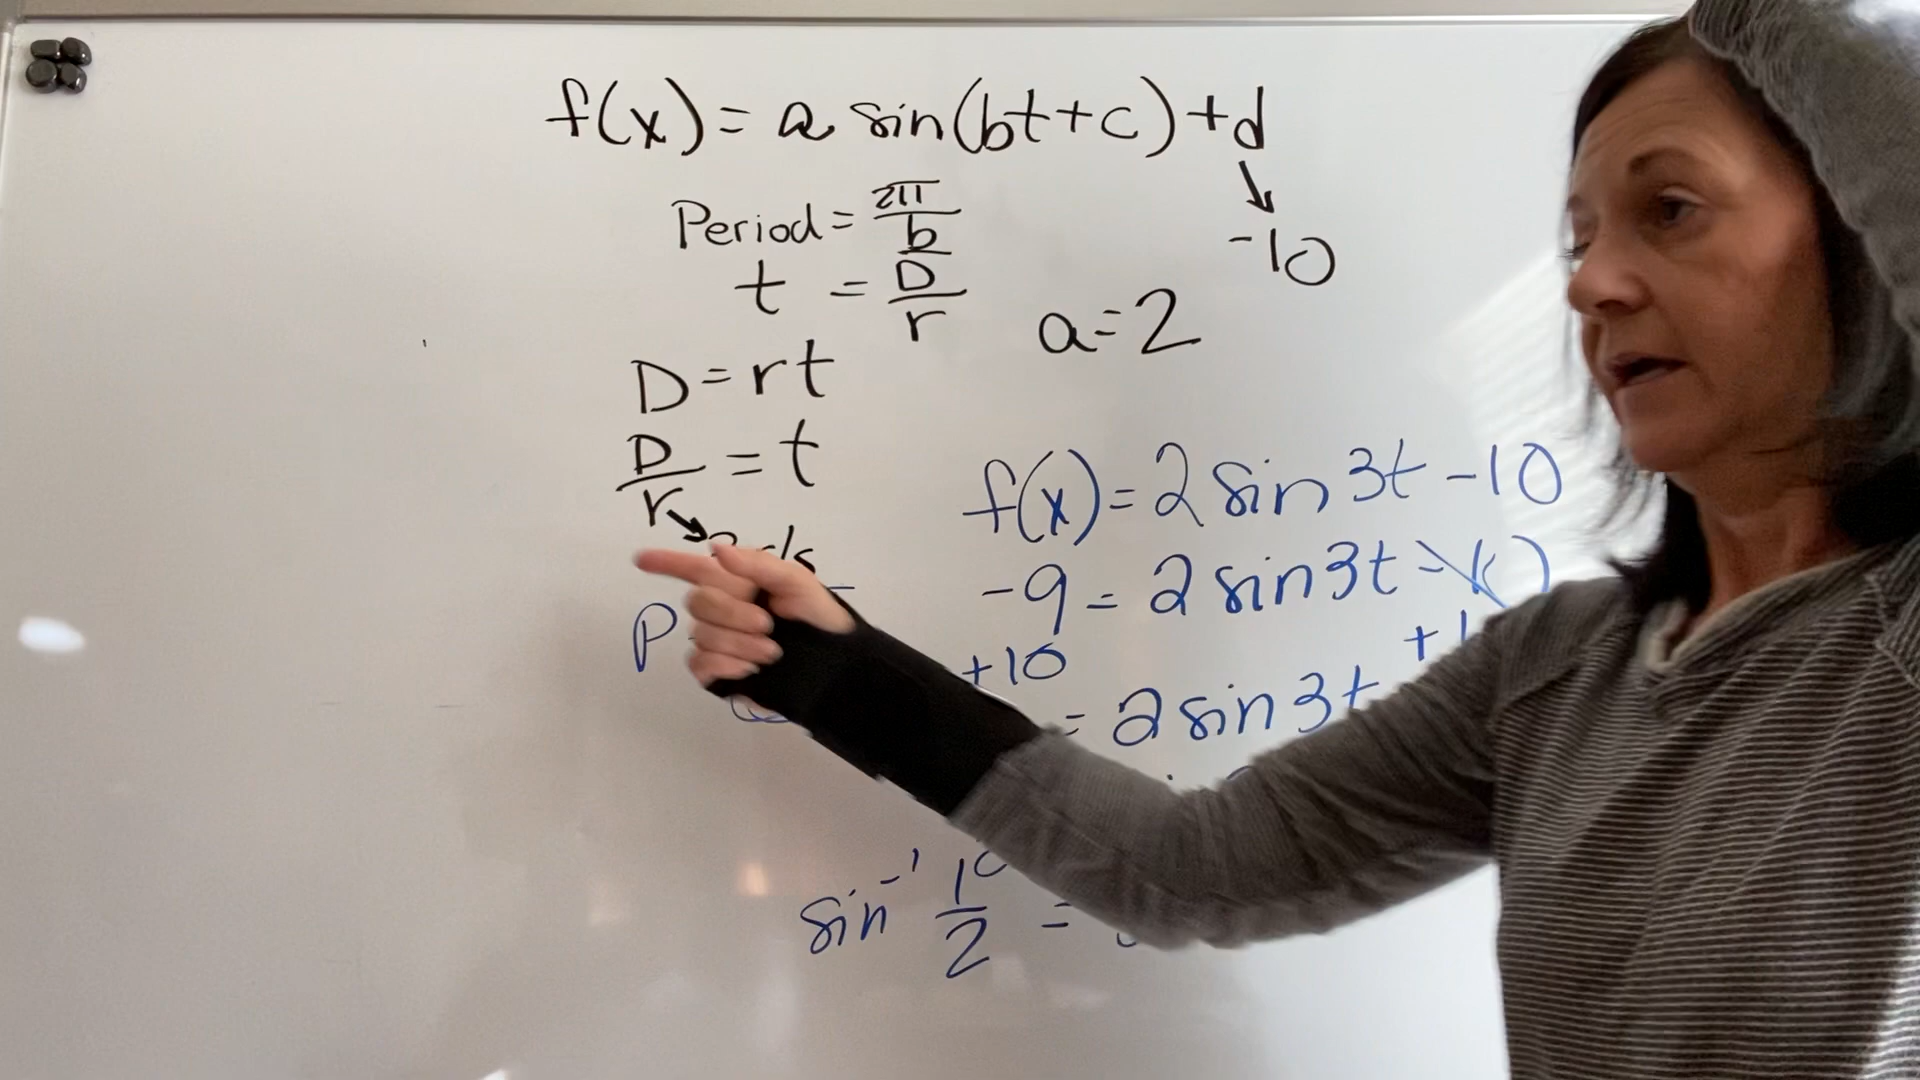 f(x) = a sin(bt+c)+d
Period = 2π/b
-10
t = D/r
a=2
D=rt
D/r = t
f(x) = 2 sin 3t -10
-9 = 2 sin 3t -10
+10
= 2 sin 3t
sin⁻¹ 1/2 =